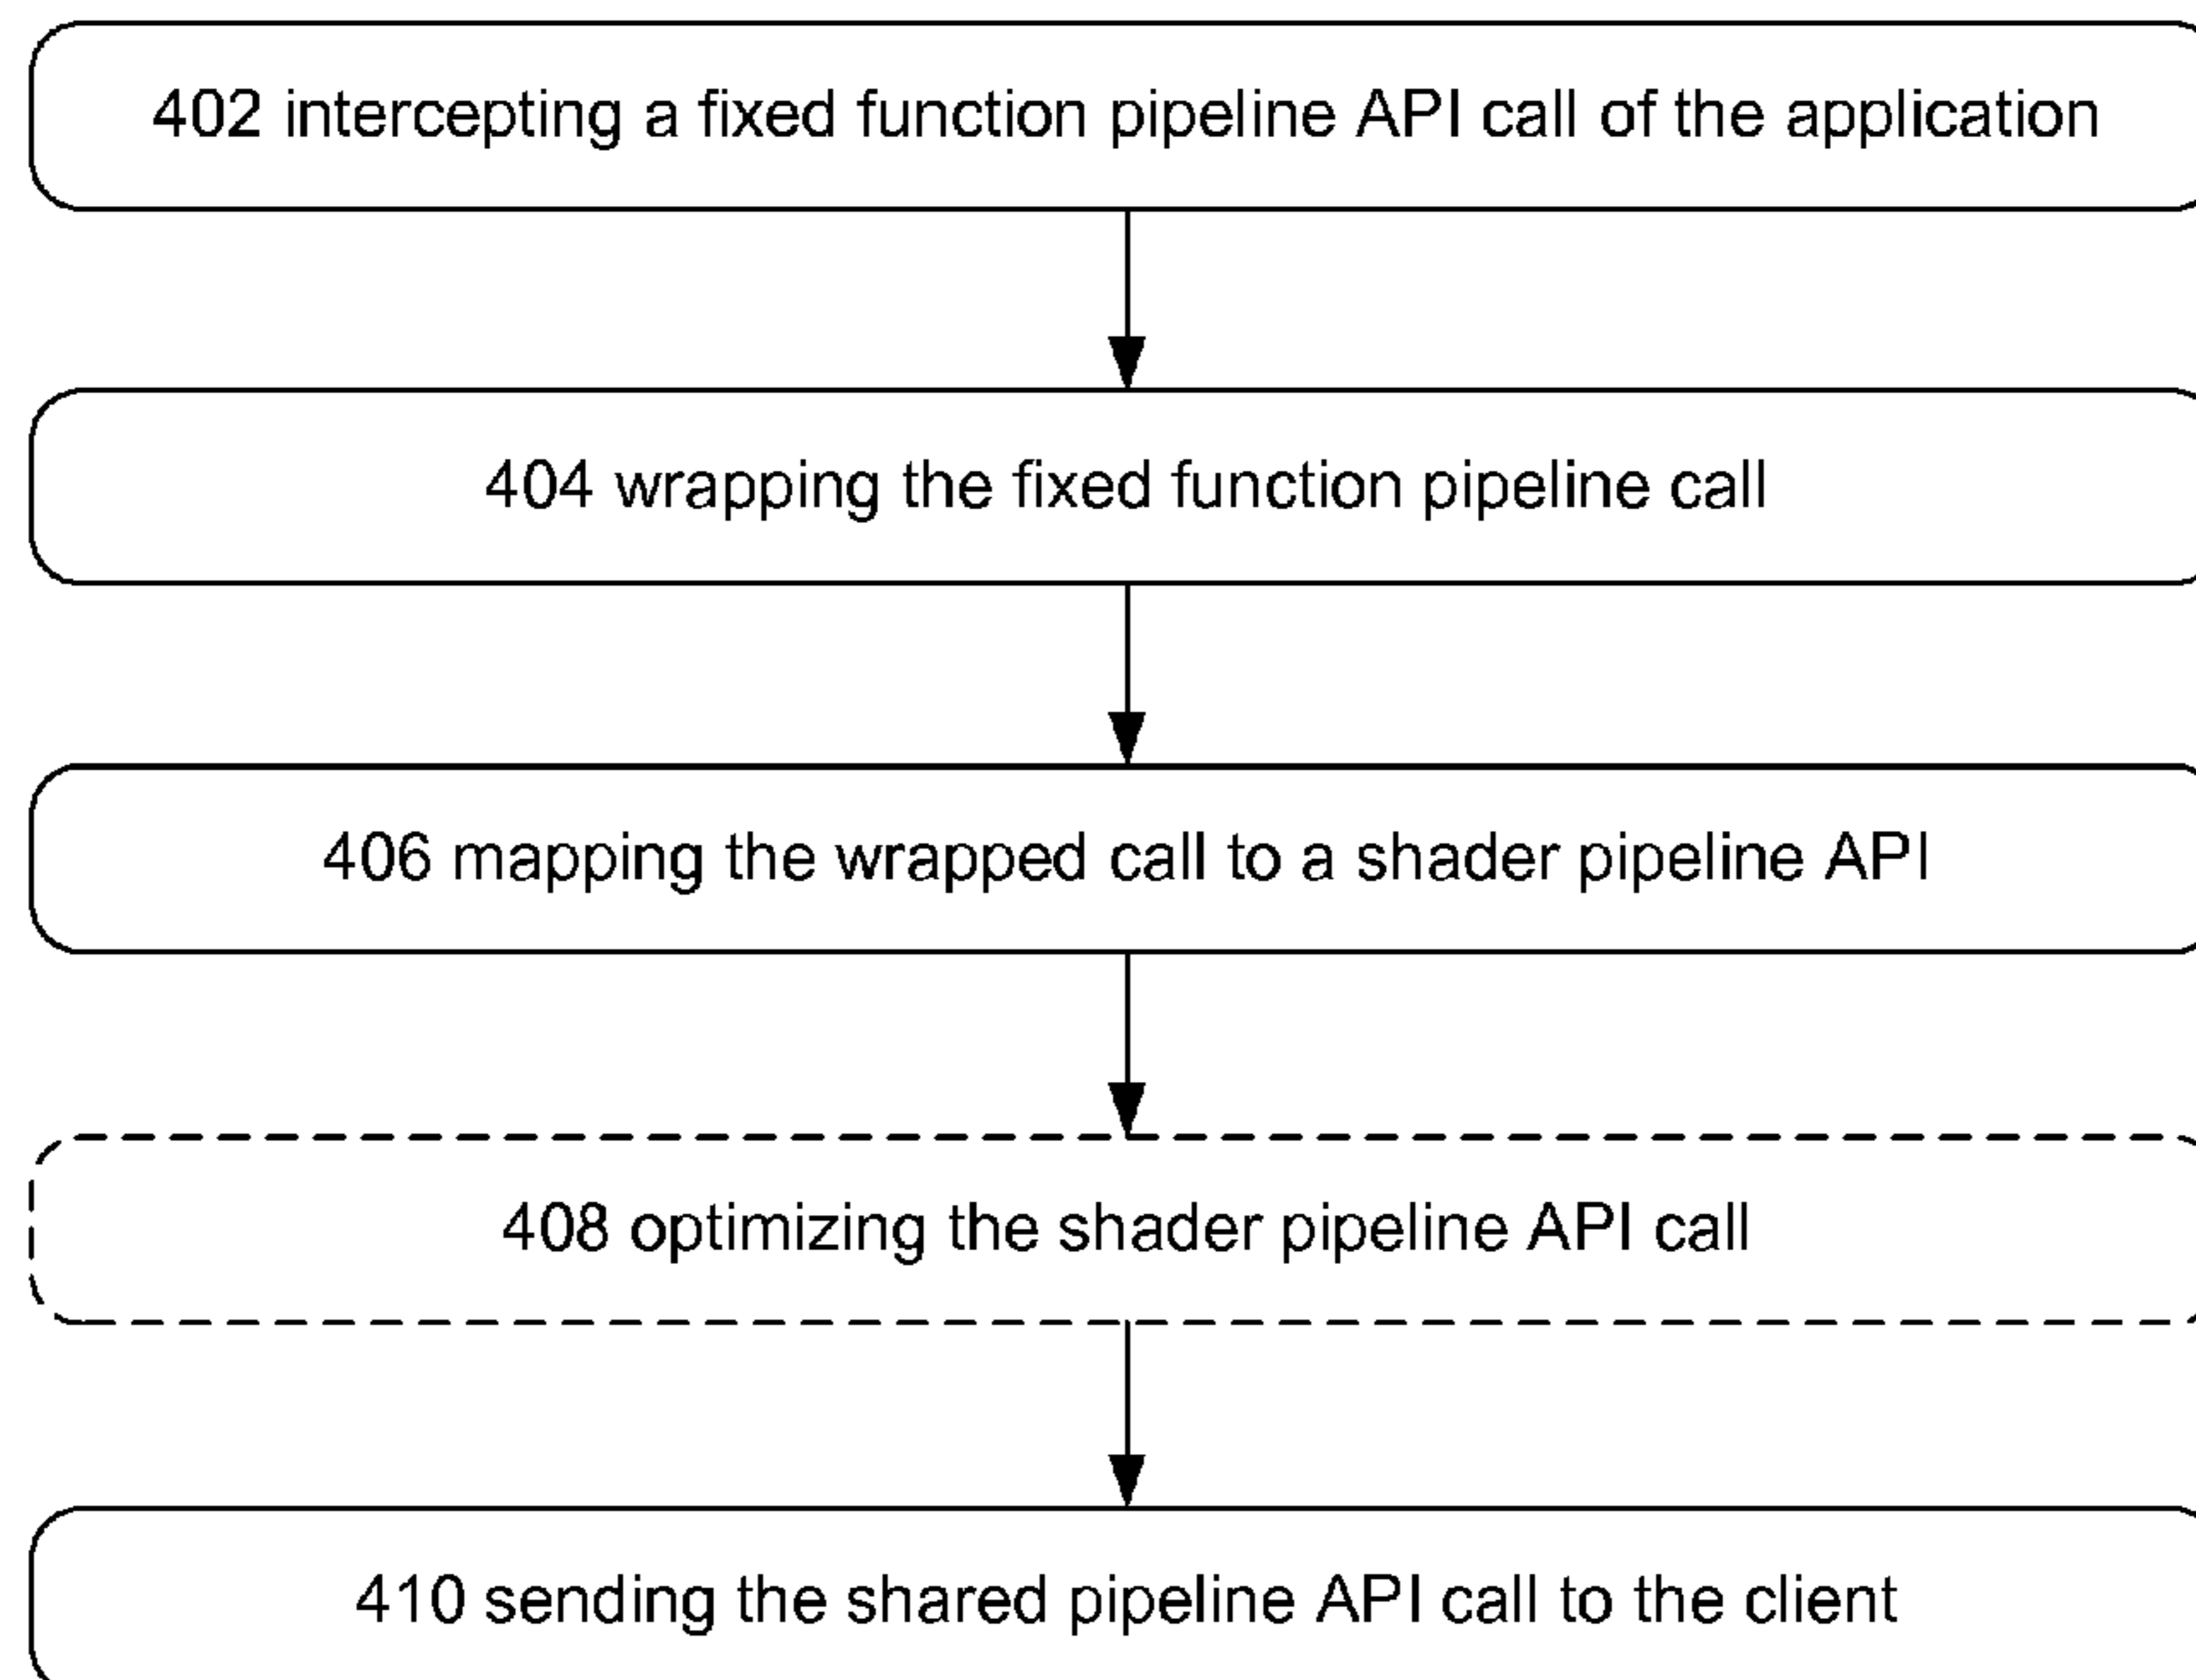 402 intercepting a fixed function pipeline API call of the application
404 wrapping the fixed function pipeline call
406 mapping the wrapped call to a shader pipeline API
408 optimizing the shader pipeline API call
410 sending the shared pipeline API call to the client